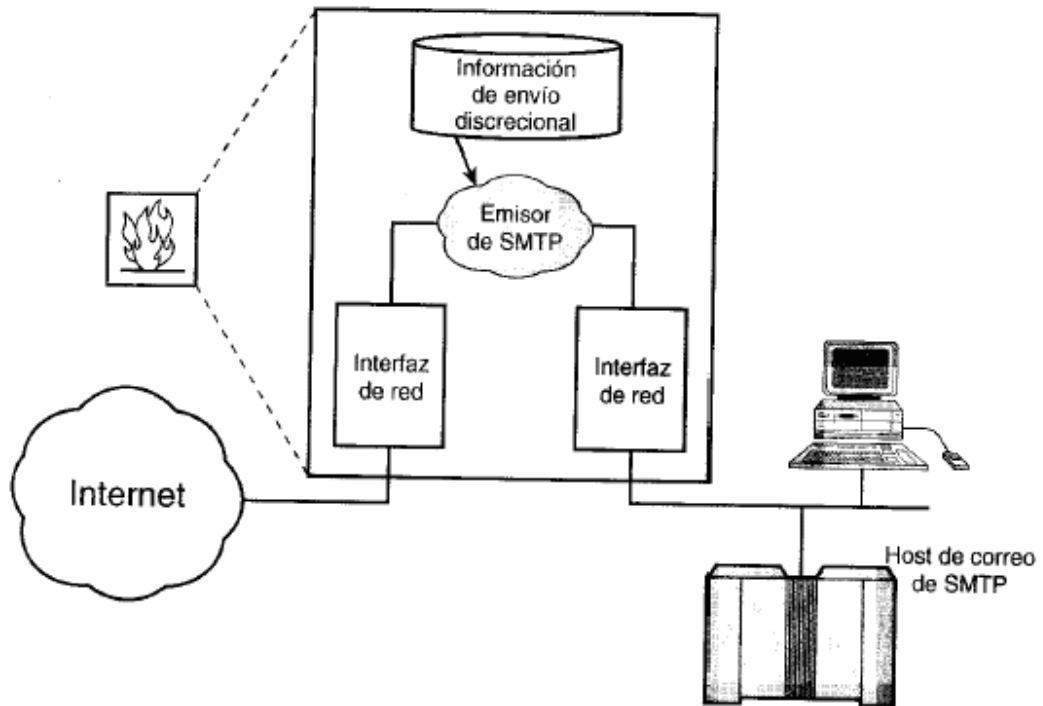 Información
de envío
discrecional
Emisor
de SMTP
Interfaz
de red
Interfaz
de red
Internet
Host de correo
de SMTP